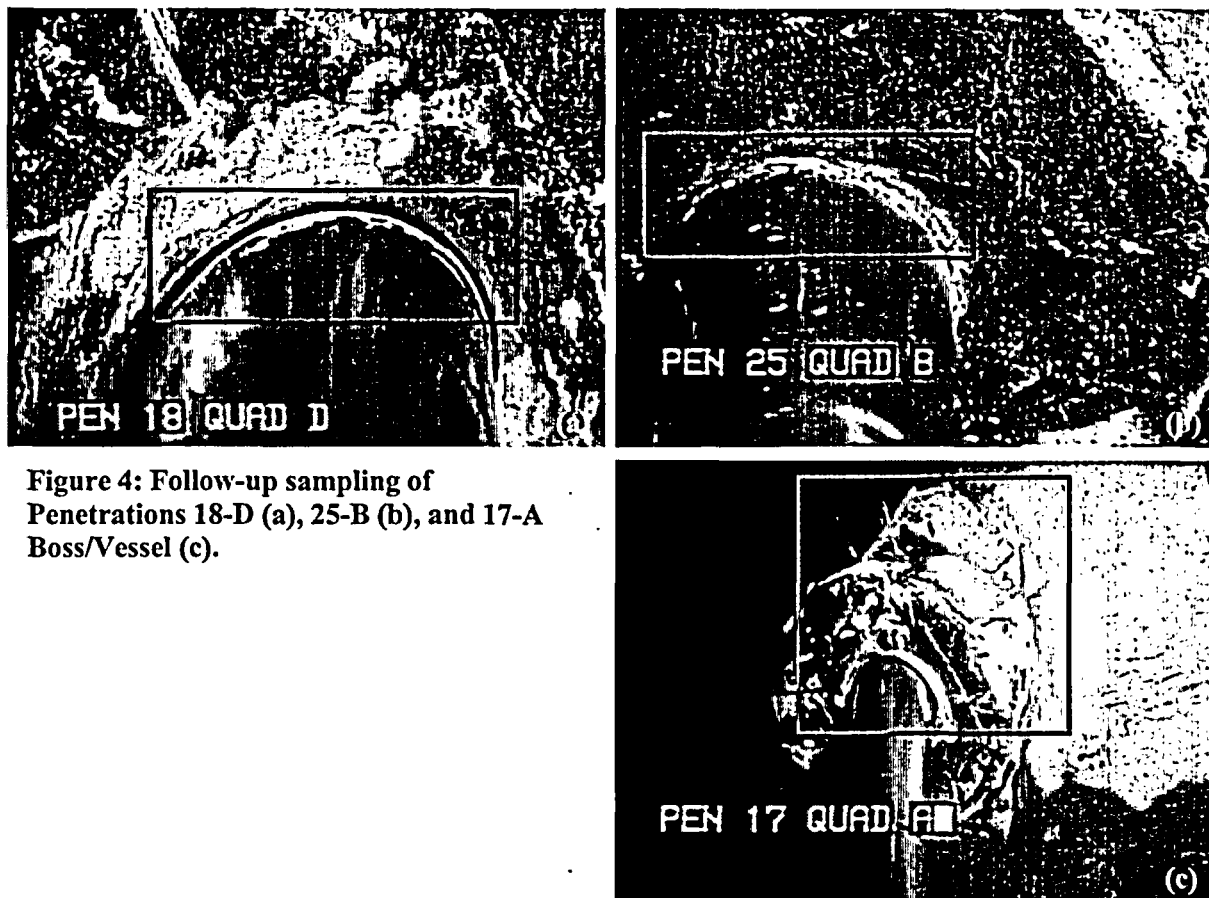 PEN 18 QUAD D
(a)
PEN 25 QUAD B
(b)
Figure 4: Follow-up sampling of
Penetrations 18-D (a), 25-B (b), and 17-A
Boss/Vessel (c).
PEN 17 QUAD A
(c)